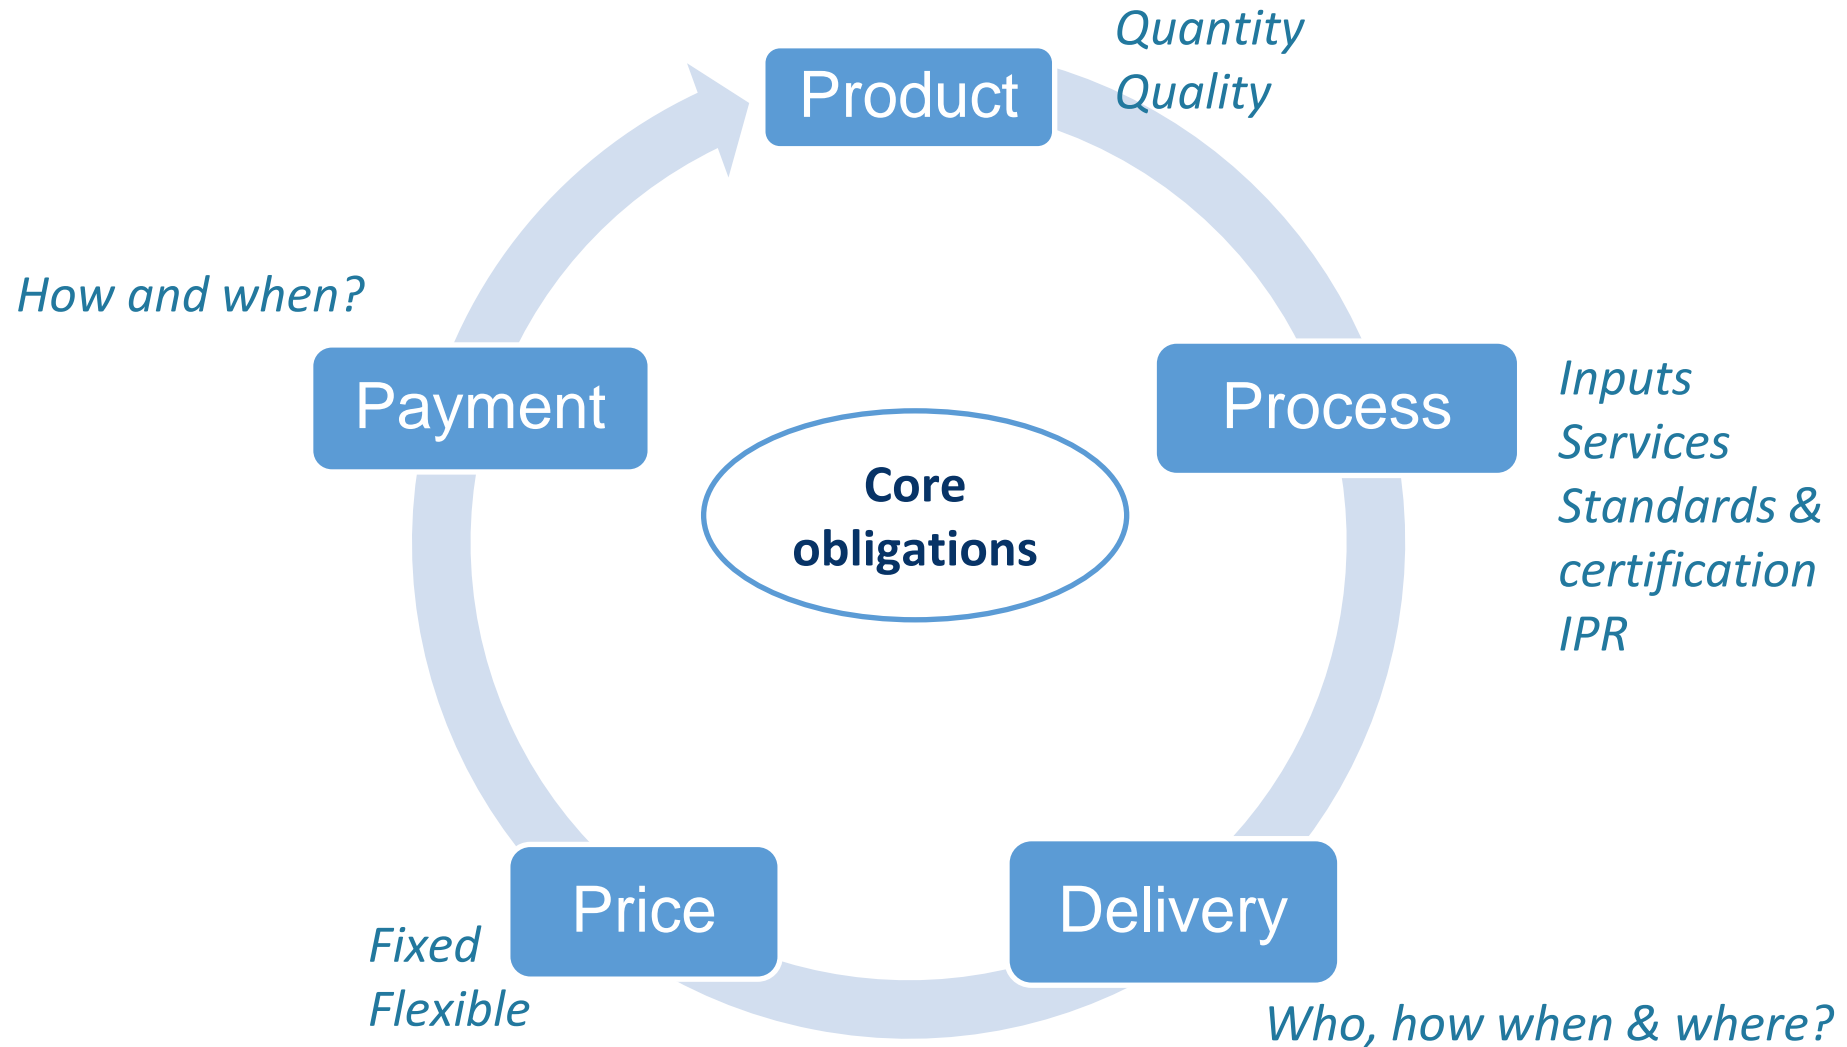 Product
Quantity
Quality
Process
Inputs
Services
Standards &
certification
IPR
Delivery
Who, how when & where?
Price
Fixed
Flexible
Payment
How and when?
Core
obligations